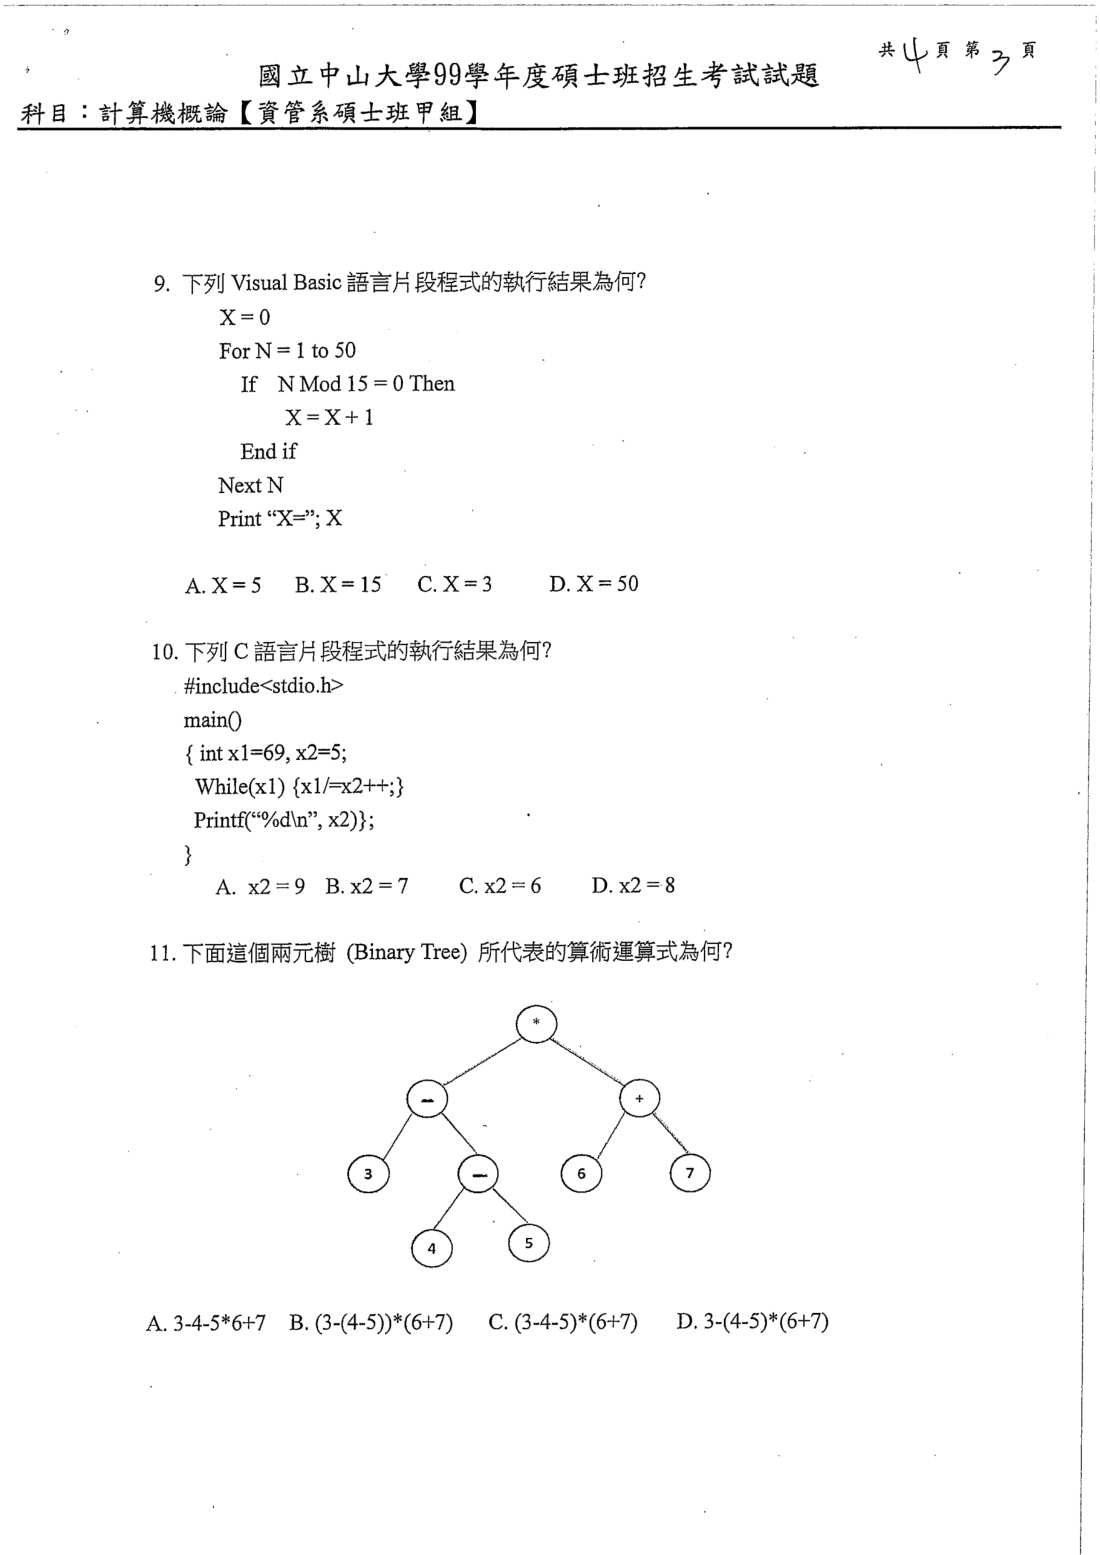 共4頁 第3頁
國立中山大學99學年度碩士班招生考試試題
科目：計算機概論【資管系碩士班甲組】
9. 下列 Visual Basic 語言片段程式的執行結果為何?
X = 0
For N = 1 to 50
If N Mod 15 = 0 Then
X = X + 1
End if
Next N
Print “X=”; X
A. X = 5 B. X = 15 C. X = 3 D. X = 50
10. 下列 C 語言片段程式的執行結果為何?
#include<stdio.h>
main()
{ int x1=69, x2=5;
While(x1) {x1/=x2++;}
Printf(“%d\n”, x2)};
}
A. x2 = 9 B. x2 = 7 C. x2 = 6 D. x2 = 8
11. 下面這個兩元樹 (Binary Tree) 所代表的算術運算式為何?
*
− +
3 − 6 7
4 5
A. 3-4-5*6+7 B. (3-(4-5))*(6+7) C. (3-4-5)*(6+7) D. 3-(4-5)*(6+7)